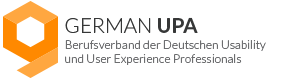 GERMAN UPA
Berufsverband der Deutschen Usability
und User Experience Professionals